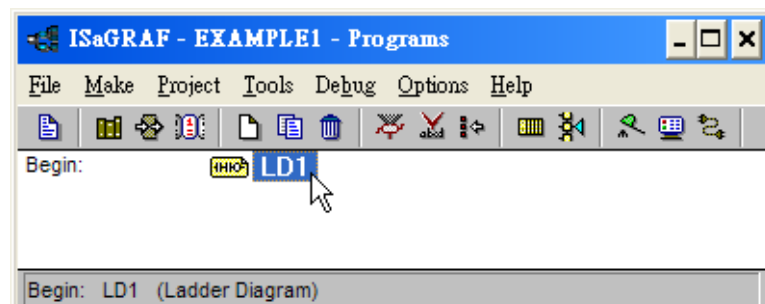 ISaGRAF - EXAMPLE1 - Programs
File Make Project Tools Debug Options Help
Begin: LD1
Begin: LD1 (Ladder Diagram)